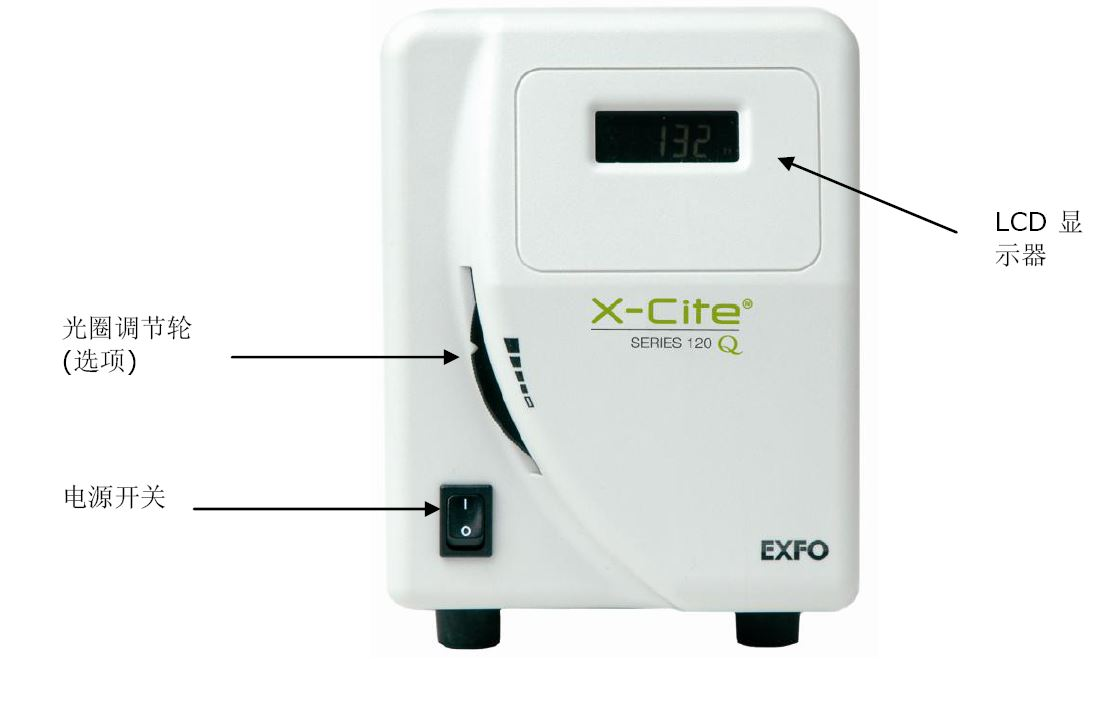 132
LCD 显
示器
X-Cite®
SERIES 120 Q
光圈调节轮
(选项)
电源开关
EXFO